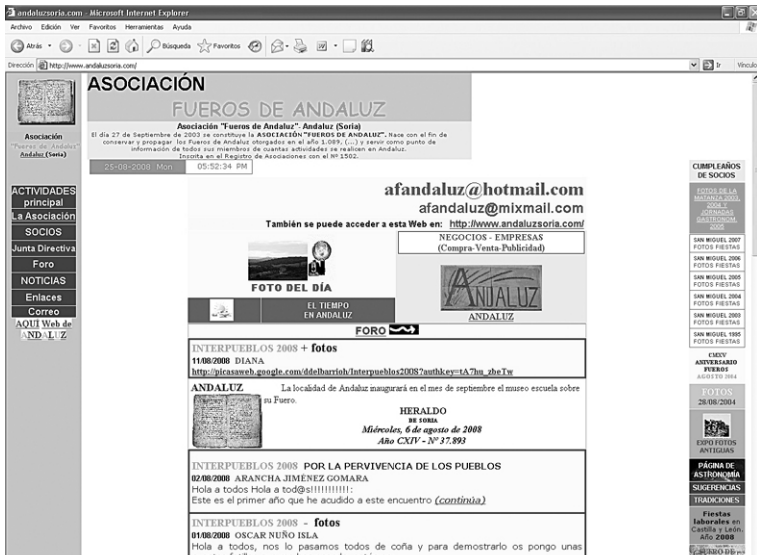 andaluzsoria.com - Microsoft Internet Explorer
Archivo Edición Ver Favoritos Herramientas Ayuda
Atrás Búsqueda Favoritos
Dirección http://www.andaluzsoria.com/ Ir Vínculo
ASOCIACIÓN
FUEROS DE ANDALUZ
Asociación "Fueros de Andaluz"- Andaluz (Soria)
El día 27 de Septiembre de 2003 se constituye la ASOCIACIÓN "FUEROS DE ANDALUZ". Nace con el fin de
conservar y propagar los Fueros de Andaluz otorgados en el año 1.089, (...) y servir como punto de
información de todos sus miembros de cuantas actividades se realicen en Andaluz.
Inscrita en el Registro de Asociaciones con el Nº 1502.
25-08-2008 Mon 05:52:34 PM
Asociación
"Fueros de Andaluz"
Andaluz (Soria)
ACTIVIDADES
principal
La Asociación
SOCIOS
Junta Directiva
Foro
NOTICIAS
Enlaces
Correo
AQUÍ Web de
ANDALUZ
afandaluz@hotmail.com
afandaluz@mixmail.com
También se puede acceder a esta Web en: http://www.andaluzsoria.com/
FOTO DEL DÍA
EL TIEMPO
EN ANDALUZ
NEGOCIOS - EMPRESAS
(Compra-Venta-Publicidad)
ANDALUZ
ANDALUZ
FORO
INTERPUEBLOS 2008 + fotos
11/08/2008 DIANA
http://picasaweb.google.com/ddelbarrioh/Interpueblos2008?authkey=tA7hu_zbeTw
ANDALUZ La localidad de Andaluz inaugurará en el mes de septiembre el museo escuela sobre
su Fuero.
HERALDO
DE SORIA
Miércoles, 6 de agosto de 2008
Año CXIV - Nº 37.893
INTERPUEBLOS 2008 POR LA PERVIVENCIA DE LOS PUEBLOS
02/08/2008 ARANCHA JIMÉNEZ GOMARA
Hola a todos Hola a tod@s!!!!!!!!!!!:
Este es el primer año que he acudido a este encuentro (continúa)
INTERPUEBLOS 2008 - fotos
01/08/2008 OSCAR NUÑO ISLA
Hola a todos, nos lo pasamos todos de coña y para demostrarlo os pongo unas
CUMPLEAÑOS
DE SOCIOS
FOTOS DE LA
MATANZA 2003,
2004 Y
JORNADAS
GASTRONOM.
2005
SAN MIGUEL 2007
FOTOS FIESTAS
SAN MIGUEL 2006
FOTOS FIESTAS
SAN MIGUEL 2005
FOTOS FIESTAS
SAN MIGUEL 2004
FOTOS FIESTAS
SAN MIGUEL 2003
FOTOS FIESTAS
SAN MIGUEL 1995
FOTOS FIESTAS
CMXV
ANIVERSARIO
FUEROS
AGOSTO 2004
FOTOS
28/08/2004
EXPO FOTOS
ANTIGUAS
PÁGINA DE
ASTRONOMÍA
SUGERENCIAS
TRADICIONES
Fiestas
laborales en
Castilla y León.
Año 2008